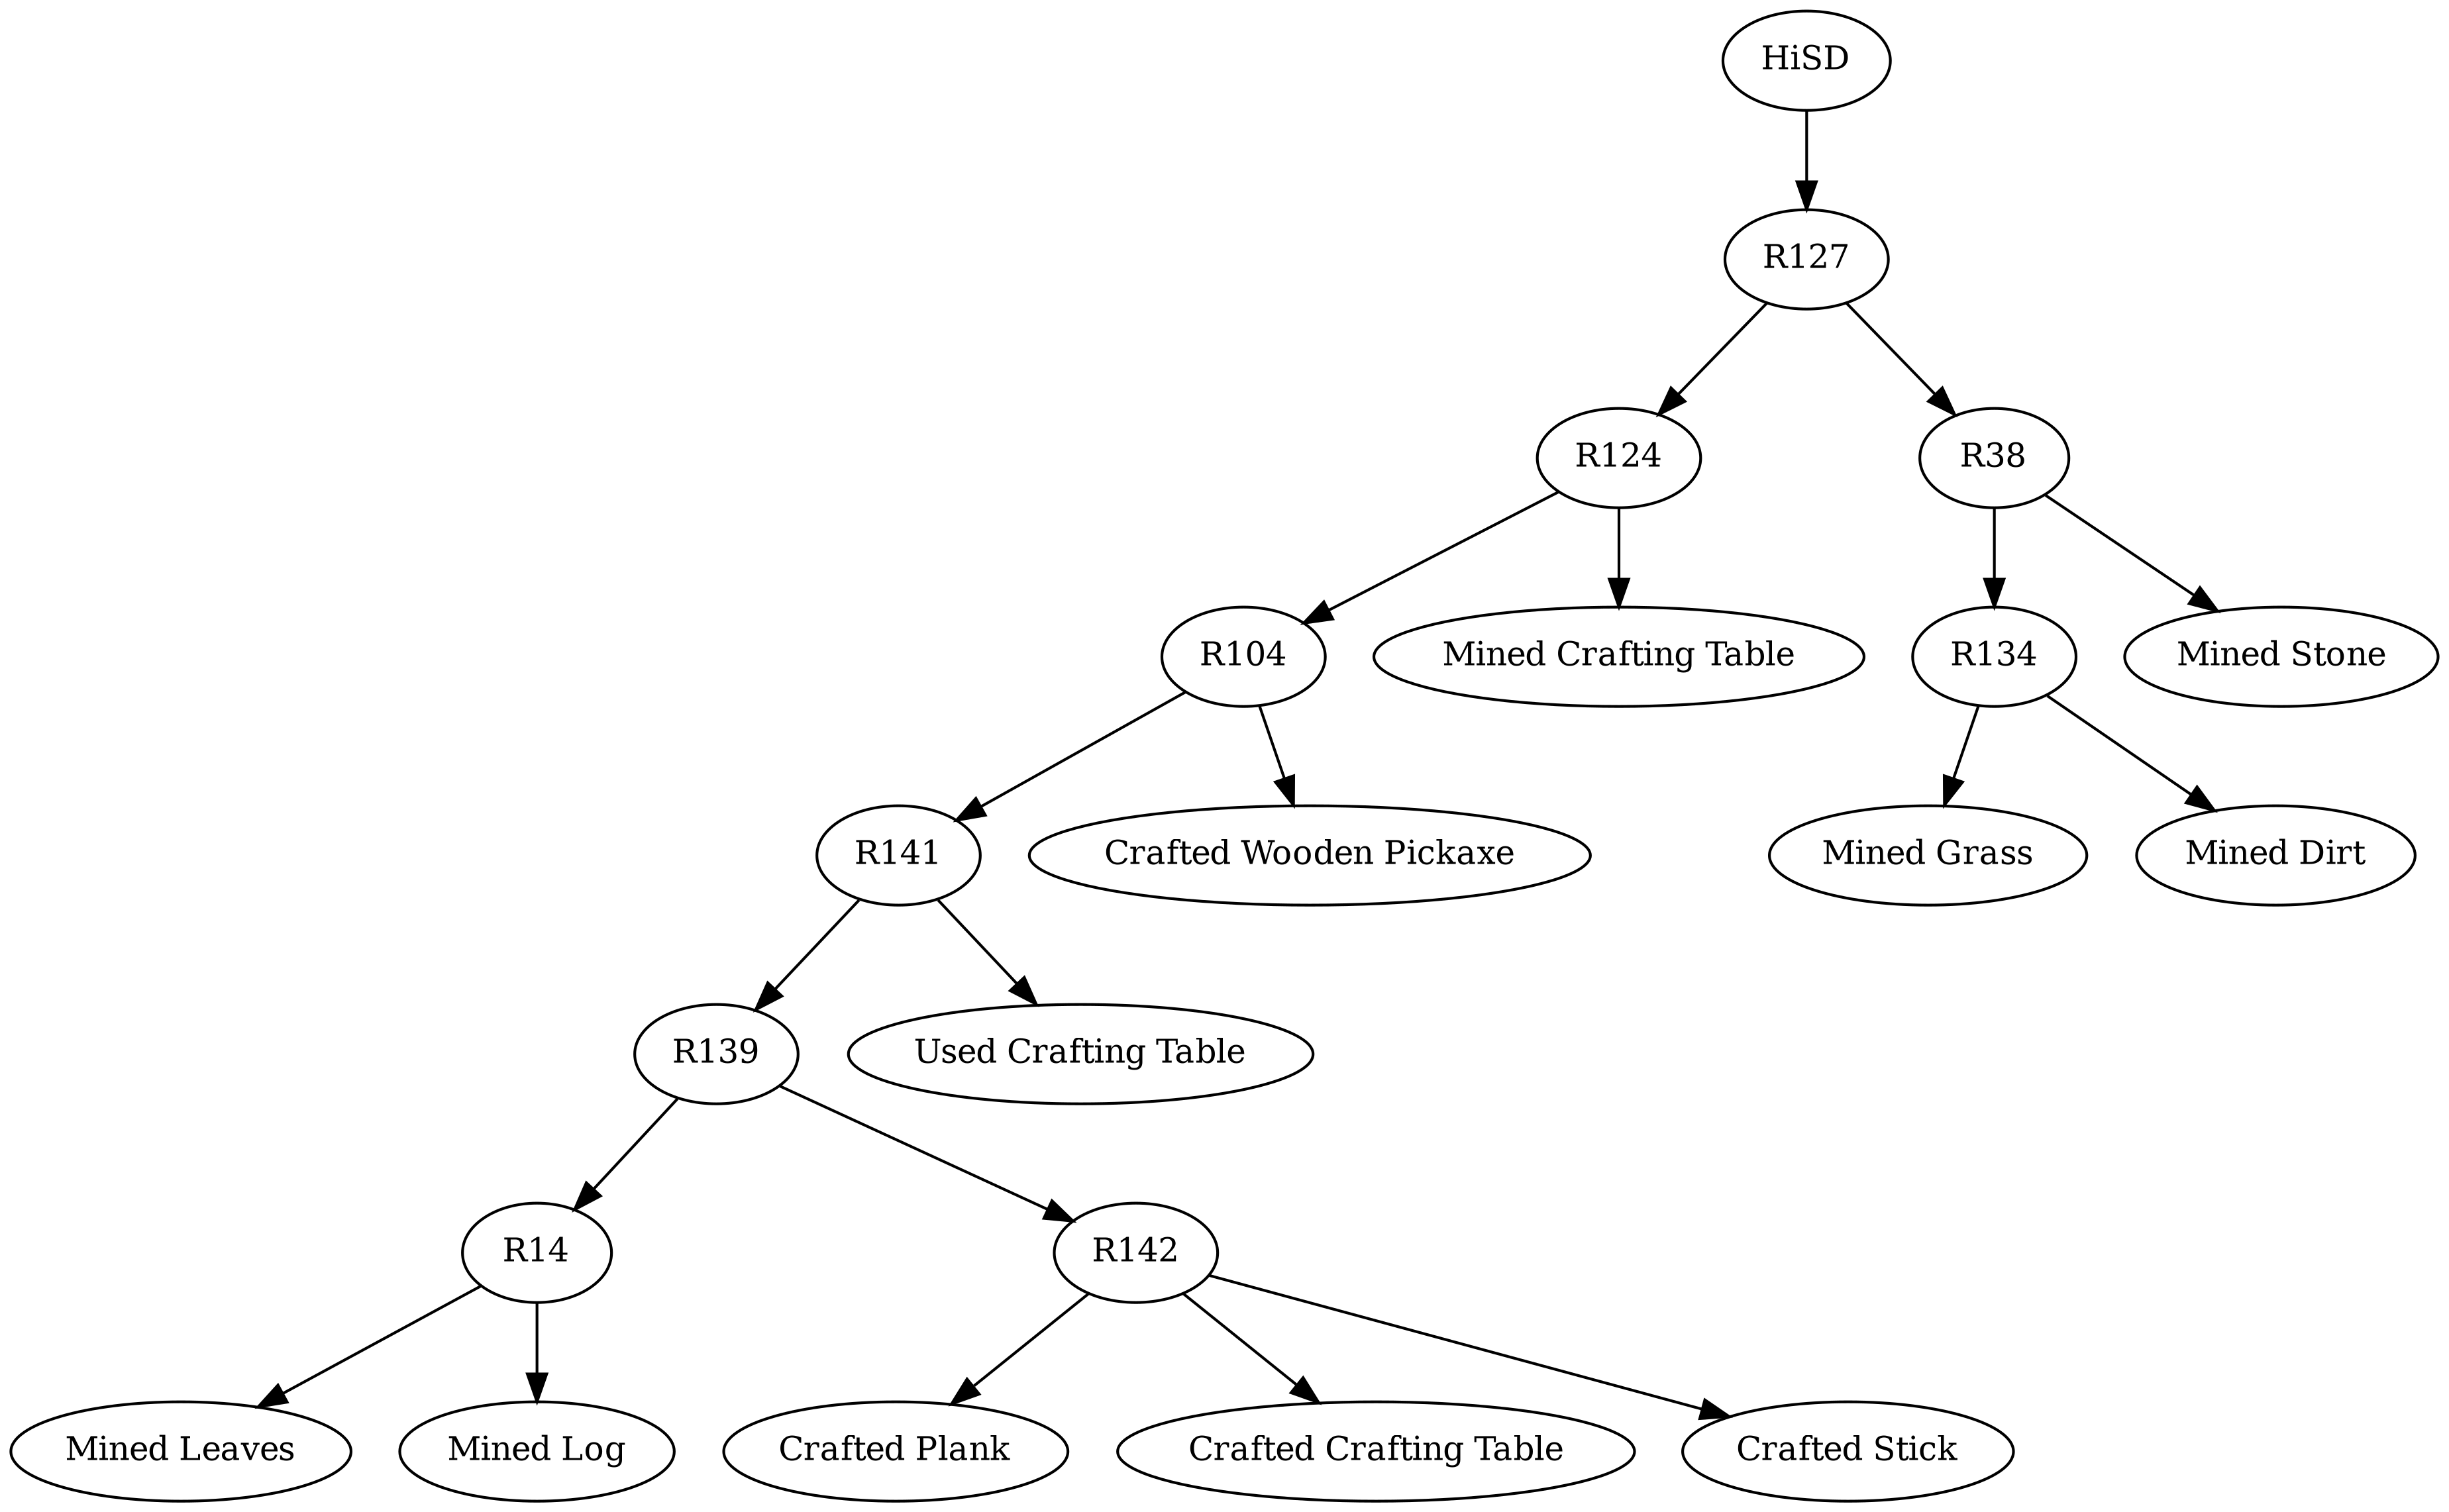 HiSD
R127
R124
R38
R104
Mined Crafting Table
R134
Mined Stone
R141
Crafted Wooden Pickaxe
Mined Grass
Mined Dirt
R139
Used Crafting Table
R14
R142
Mined Leaves
Mined Log
Crafted Plank
Crafted Crafting Table
Crafted Stick